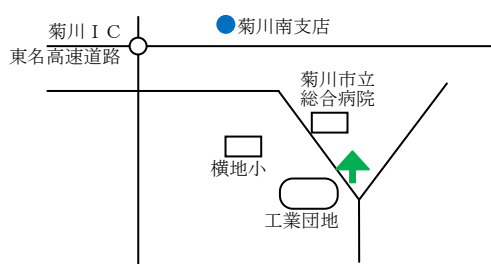 菊川ＩＣ
東名高速道路
菊川南支店
菊川市立
総合病院
横地小
工業団地